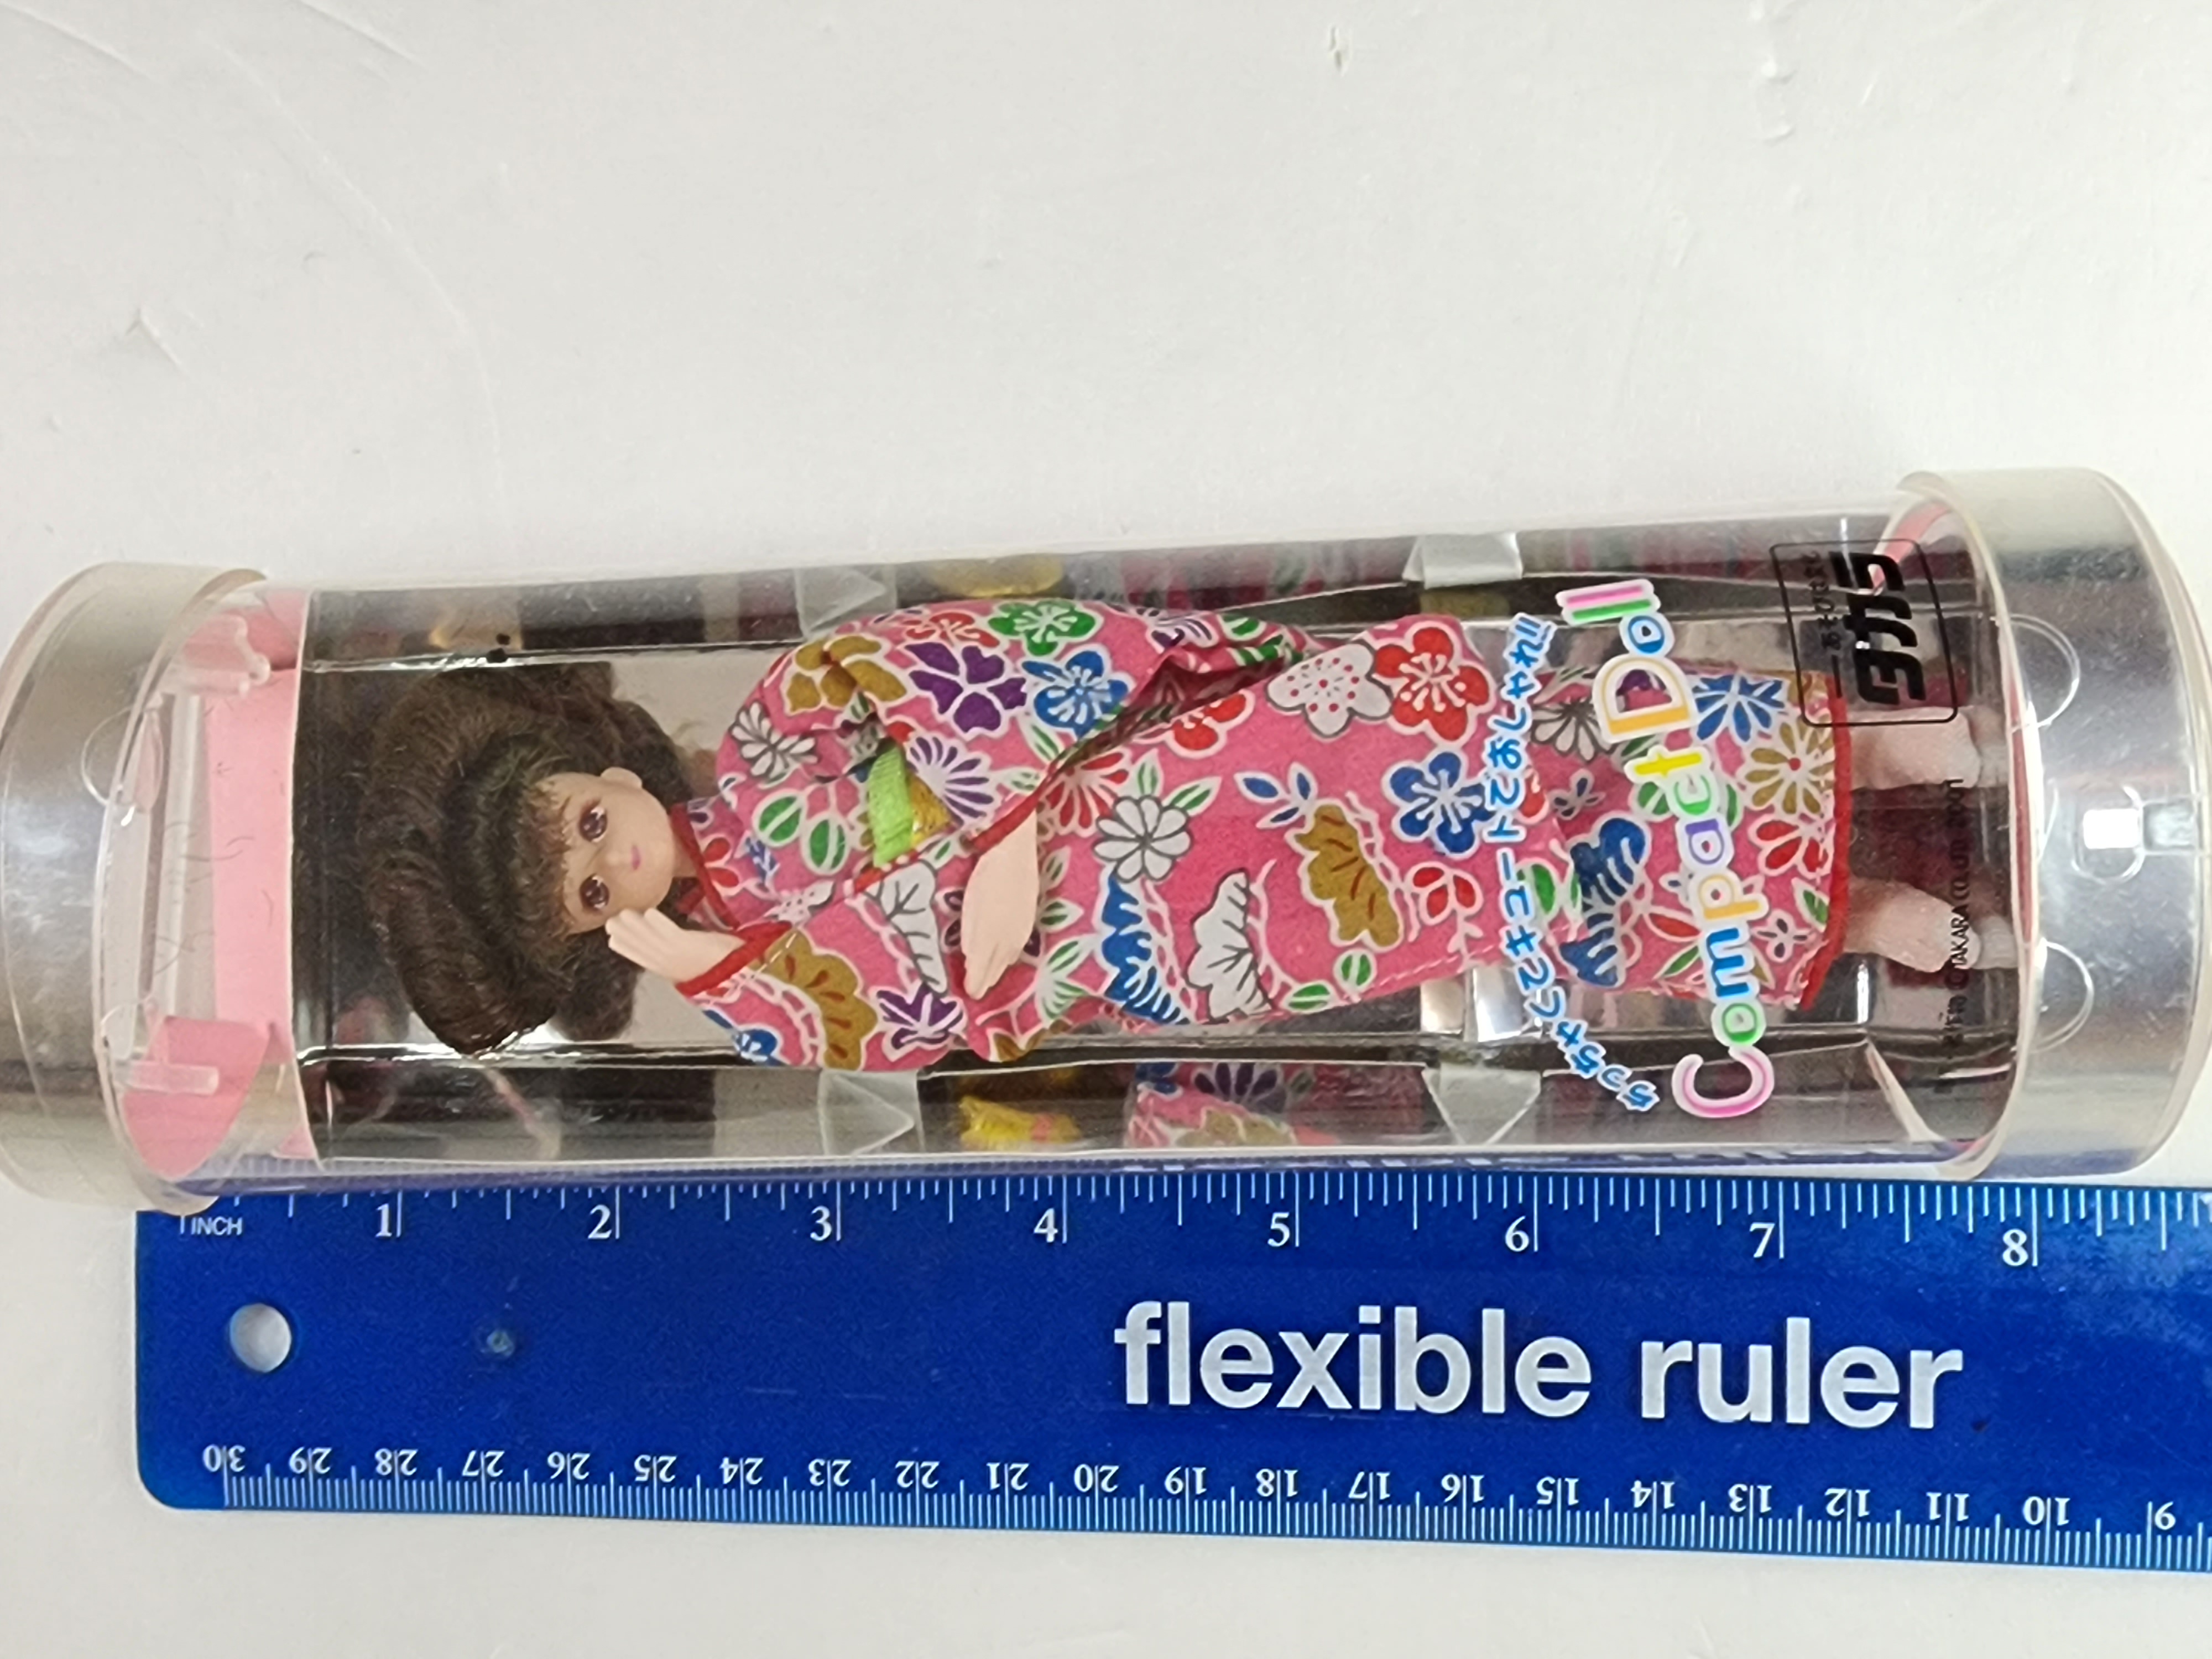 ちっちゃくてキュートでおしゃれ!!
Compact Doll
タカラ
INCH 1 2 3 4 5 6 7 8
flexible ruler
30 29 28 27 26 25 24 23 22 21 20 19 18 17 16 15 14 13 12 11 10 9